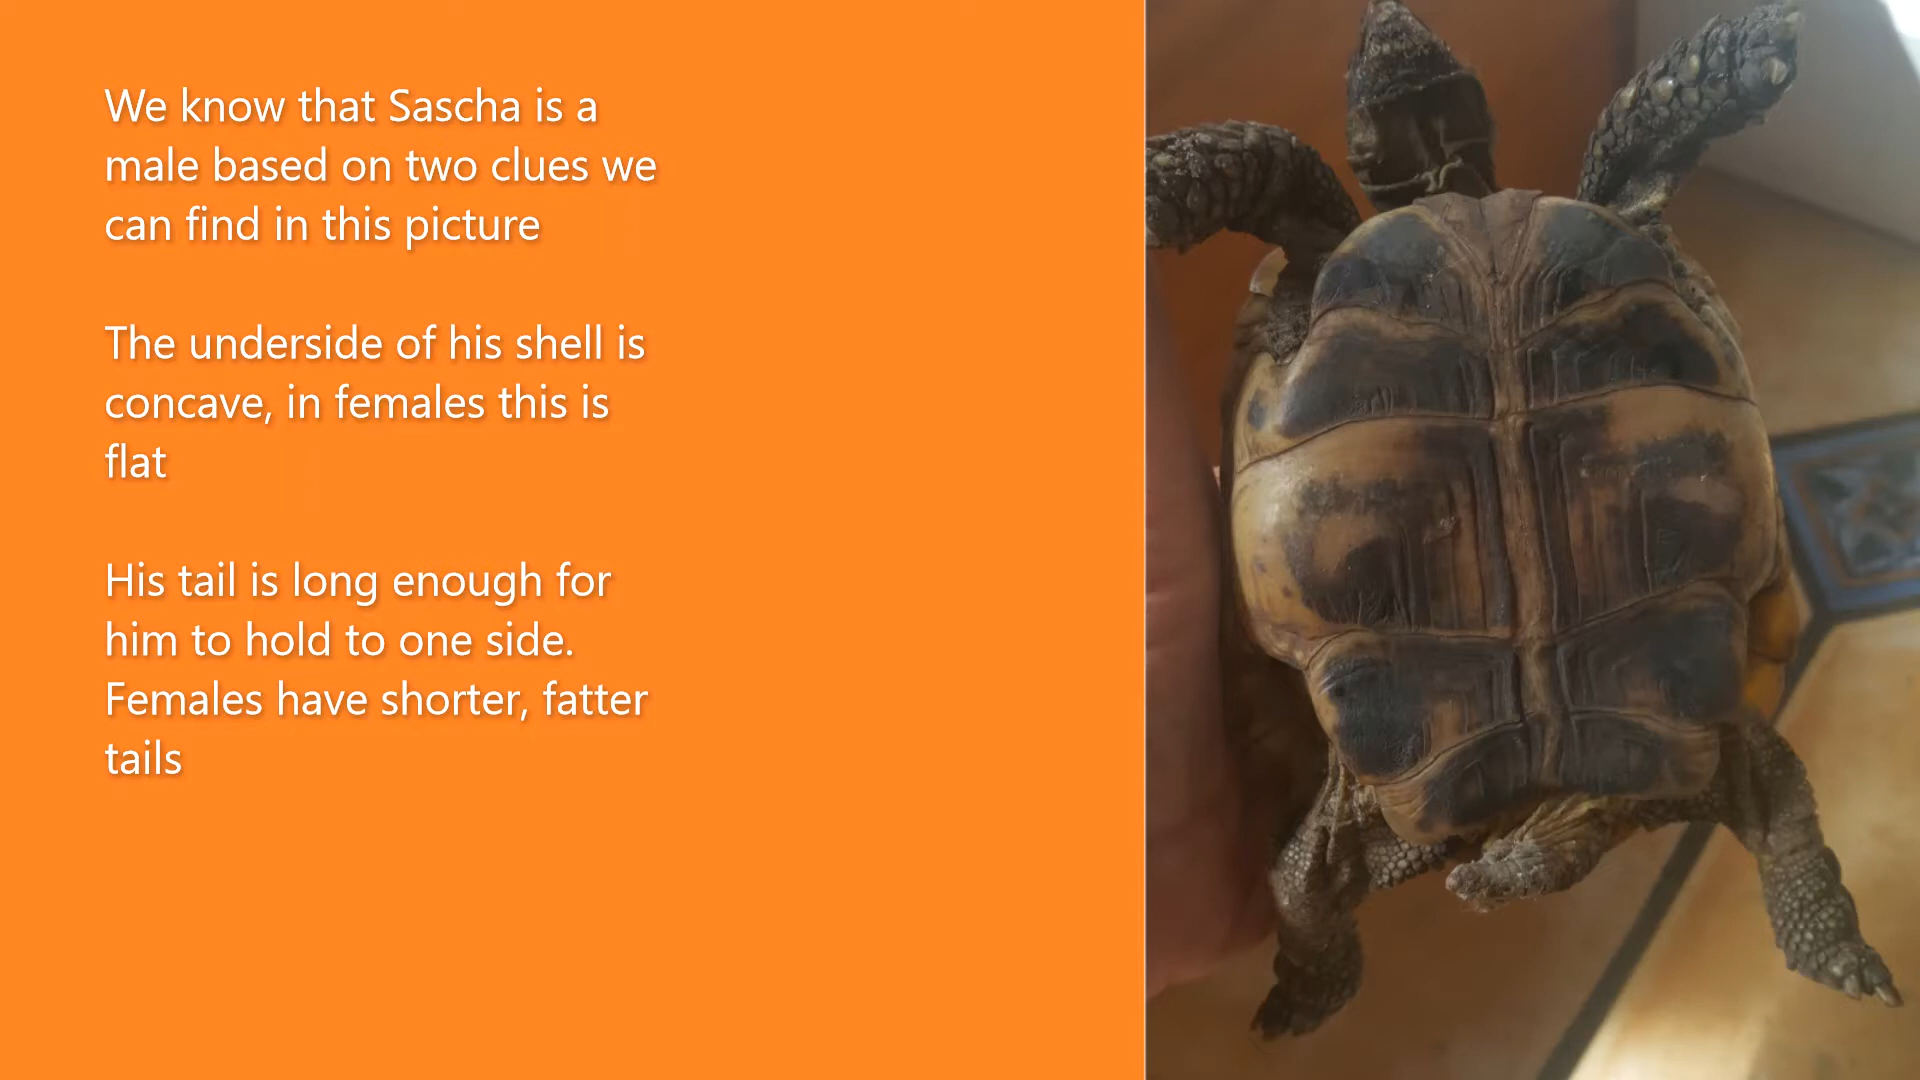 We know that Sascha is a
male based on two clues we
can find in this picture
The underside of his shell is
concave, in females this is
flat
His tail is long enough for
him to hold to one side.
Females have shorter, fatter
tails